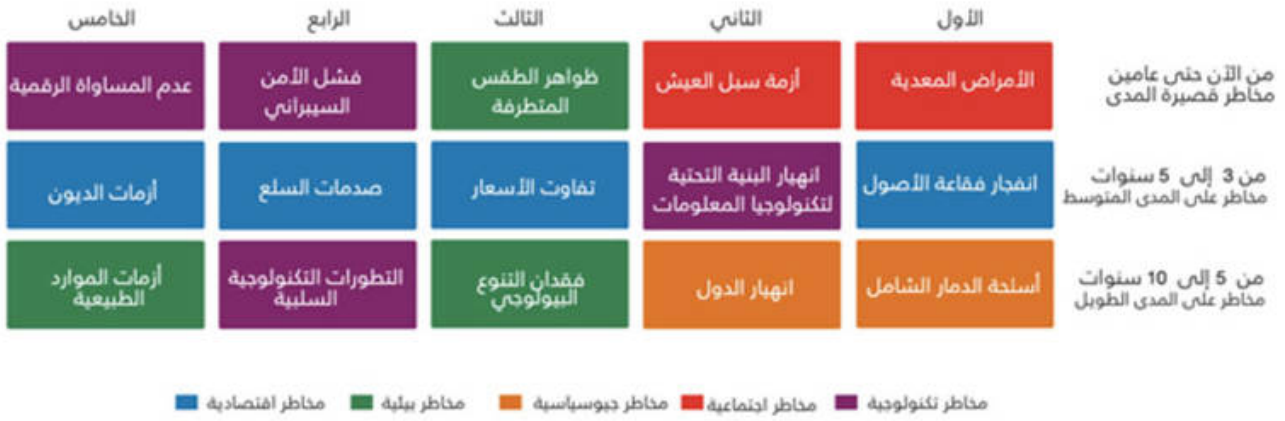 الأول الثاني الثالث الرابع الخامس
من الآن حتى عامين
مخاطر قصيرة المدى
الأمراض المعدية
أزمة سبل العيش
ظواهر الطقس
المتطرفة
فشل الأمن
السيبراني
عدم المساواة الرقمية
من 3 إلى 5 سنوات
مخاطر على المدى المتوسط
انفجار فقاعة الأصول
انهيار البنية التحتية
لتكنولوجيا المعلومات
تفاوت الأسعار
صدمات السلع
أزمات الديون
من 5 إلى 10 سنوات
مخاطر على المدى الطويل
أسلحة الدمار الشامل
انهيار الدول
فقدان التنوع
البيولوجي
التطورات التكنولوجية
السلبية
أزمات الموارد
الطبيعية
مخاطر تكنولوجية مخاطر اجتماعية مخاطر جيوسياسية مخاطر بيئية مخاطر اقتصادية